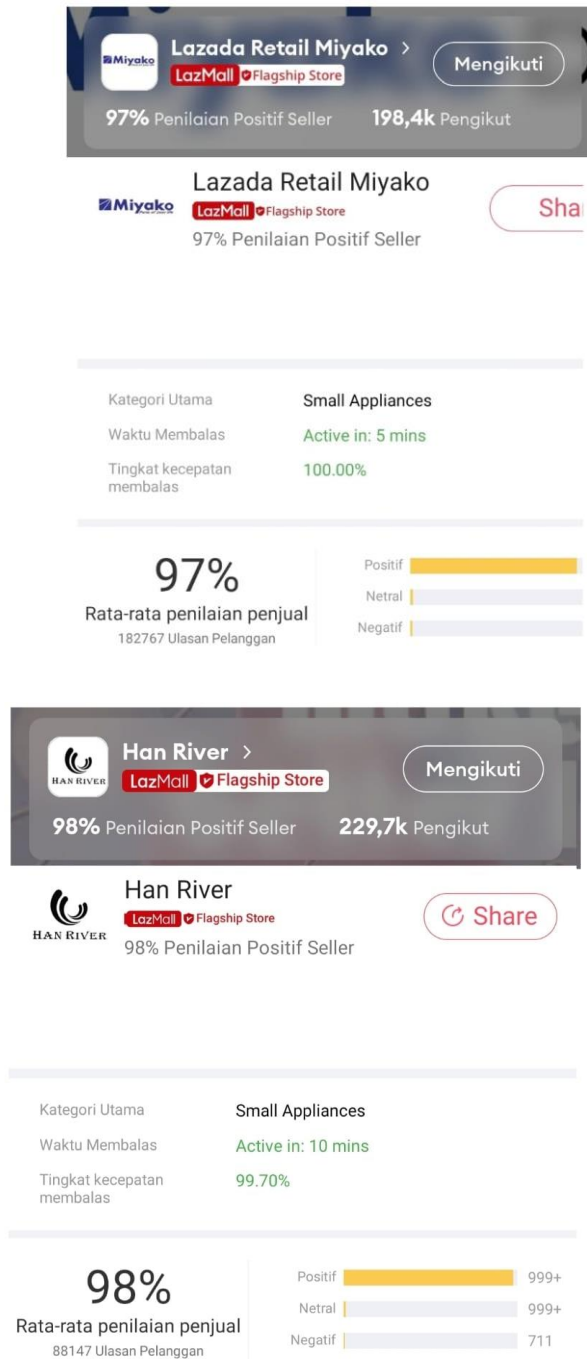 Miyako
Lazada Retail Miyako >
LazMall Flagship Store
Mengikuti
97% Penilaian Positif Seller 198,4k Pengikut
Miyako
Lazada Retail Miyako
LazMall Flagship Store
97% Penilaian Positif Seller
Sha
Kategori Utama Small Appliances
Waktu Membalas Active in: 5 mins
Tingkat kecepatan 100.00%
membalas
97%
Rata-rata penilaian penjual
182767 Ulasan Pelanggan
Positif
Netral
Negatif
HAN RIVER
Han River >
LazMall Flagship Store
Mengikuti
98% Penilaian Positif Seller 229,7k Pengikut
HAN RIVER
Han River
LazMall Flagship Store
98% Penilaian Positif Seller
Share
Kategori Utama Small Appliances
Waktu Membalas Active in: 10 mins
Tingkat kecepatan 99.70%
membalas
98%
Rata-rata penilaian penjual
88147 Ulasan Pelanggan
Positif 999+
Netral 999+
Negatif 711